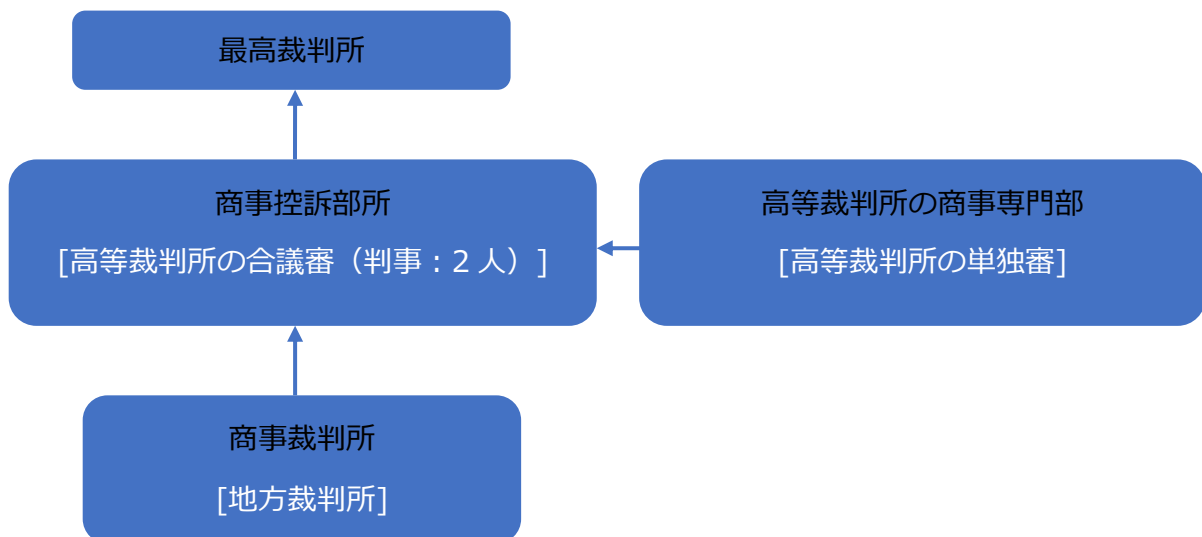 最高裁判所
商事控訴部所
[高等裁判所の合議審（判事：2 人）]
高等裁判所の商事専門部
[高等裁判所の単独審]
商事裁判所
[地方裁判所]